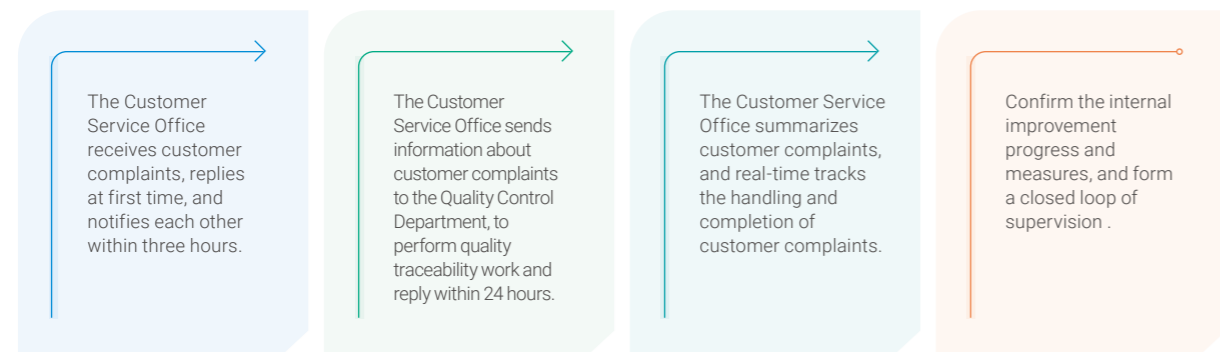 The Customer
Service Office
receives customer
complaints, replies
at first time, and
notifies each other
within three hours.
The Customer
Service Office sends
information about
customer complaints
to the Quality Control
Department, to
perform quality
traceability work and
reply within 24 hours.
The Customer Service
Office summarizes
customer complaints,
and real-time tracks
the handling and
completion of
customer complaints.
Confirm the internal
improvement
progress and
measures, and form
a closed loop of
supervision .